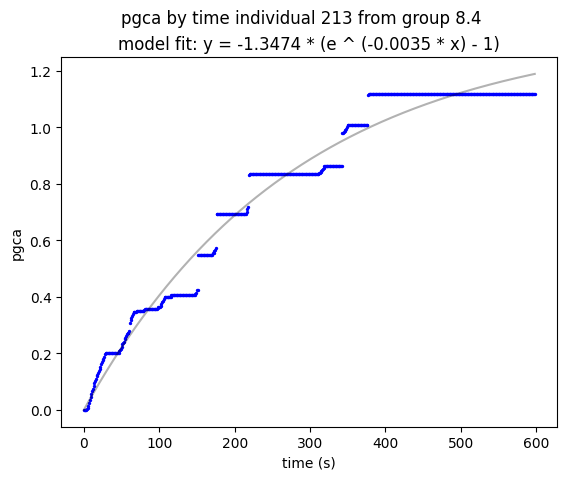 pgca by time individual 213 from group 8.4
model fit: y = -1.3474 * (e ^ (-0.0035 * x) - 1)
1.2
1.0
0.8
0.6
0.4
0.2
0.0
pgca
0 100 200 300 400 500 600
time (s)